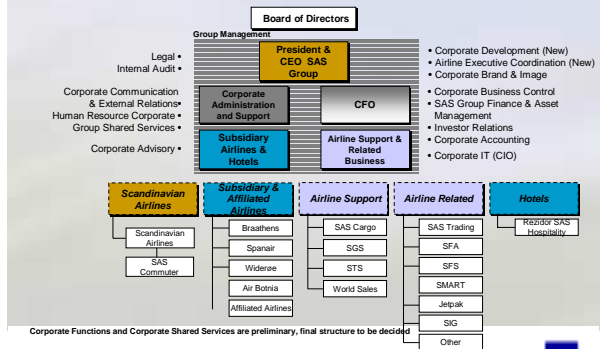 Board of Directors
Group Management
President &
CEO SAS
Group
Legal •
Internal Audit •
• Corporate Development (New)
• Airline Executive Coordination (New)
• Corporate Brand & Image
Corporate Communication
& External Relations•
Human Resource Corporate •
Group Shared Services •
Corporate Advisory •
Corporate
Administration
and Support
CFO
• Corporate Business Control
• SAS Group Finance & Asset
Management
• Investor Relations
• Corporate Accounting
• Corporate IT (CIO)
Subsidiary
Airlines &
Hotels
Airline Support &
Related
Business
Scandinavian
Airlines
Subsidiary &
Affiliated
Airlines
Airline Support
Airline Related
Hotels
Scandinavian
Airlines
SAS
Commuter
Braathens
Spanair
Widerøe
Air Botnia
Affiliated Airlines
SAS Cargo
SGS
STS
World Sales
SAS Trading
SFA
SFS
SMART
Jetpak
SIG
Other
Rezidor SAS
Hospitality
Corporate Functions and Corporate Shared Services are preliminary, final structure to be decided